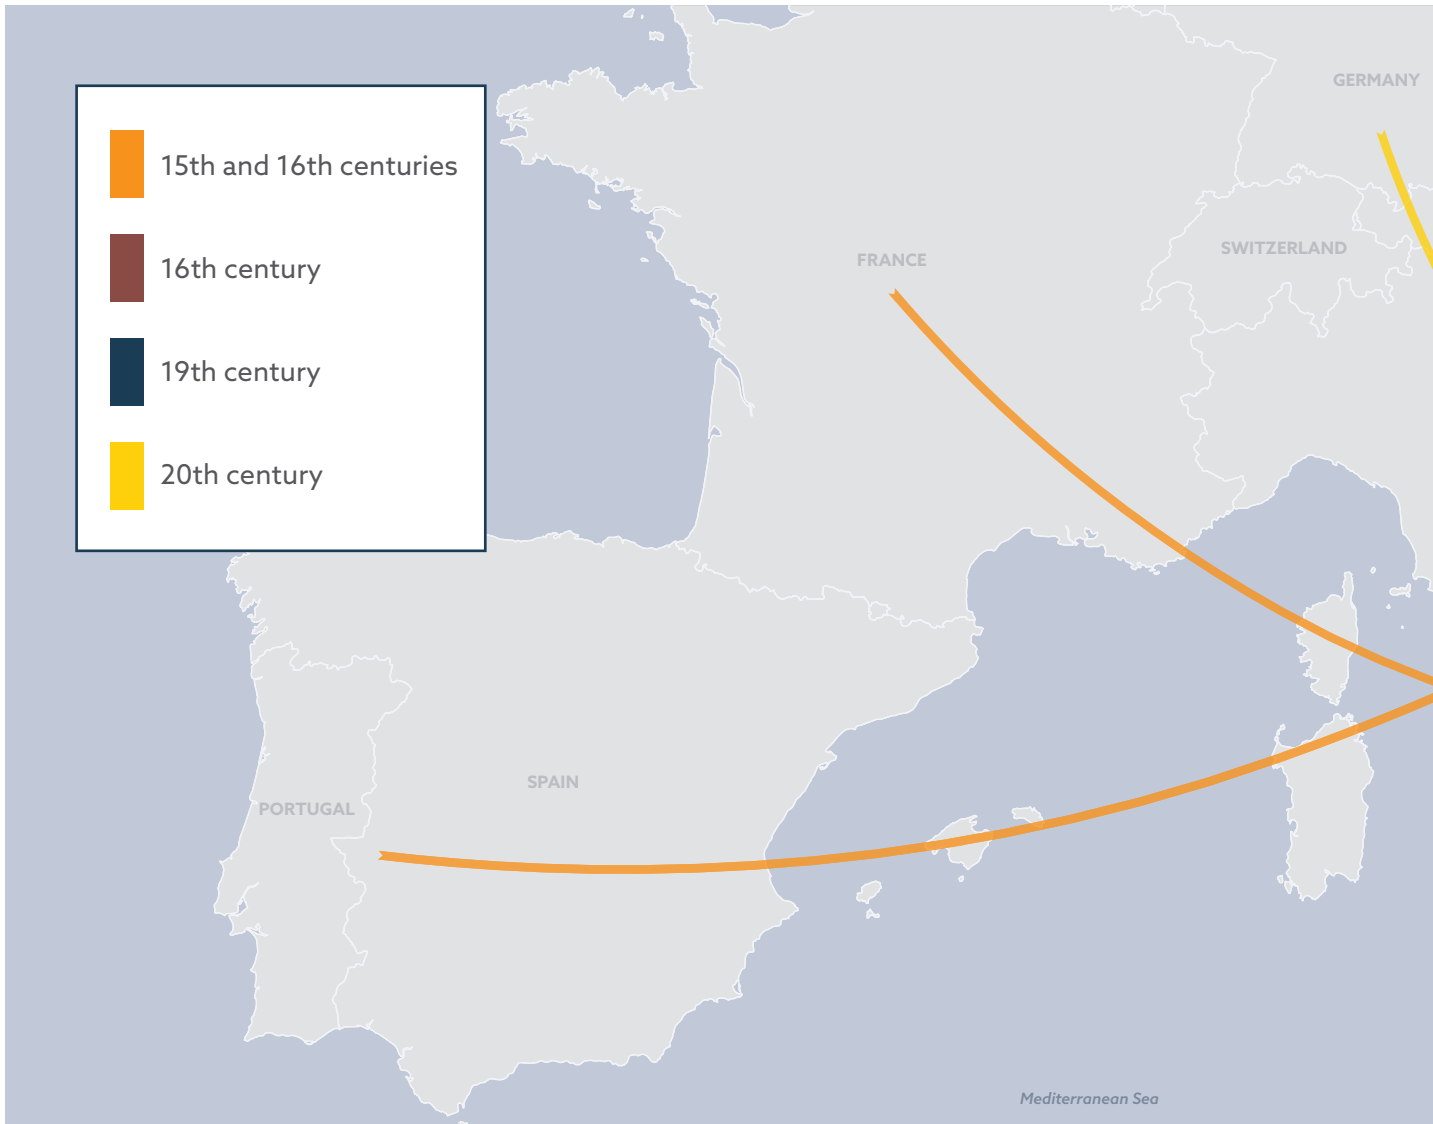 15th and 16th centuries
16th century
19th century
20th century
GERMANY
SWITZERLAND
FRANCE
SPAIN
PORTUGAL
Mediterranean Sea